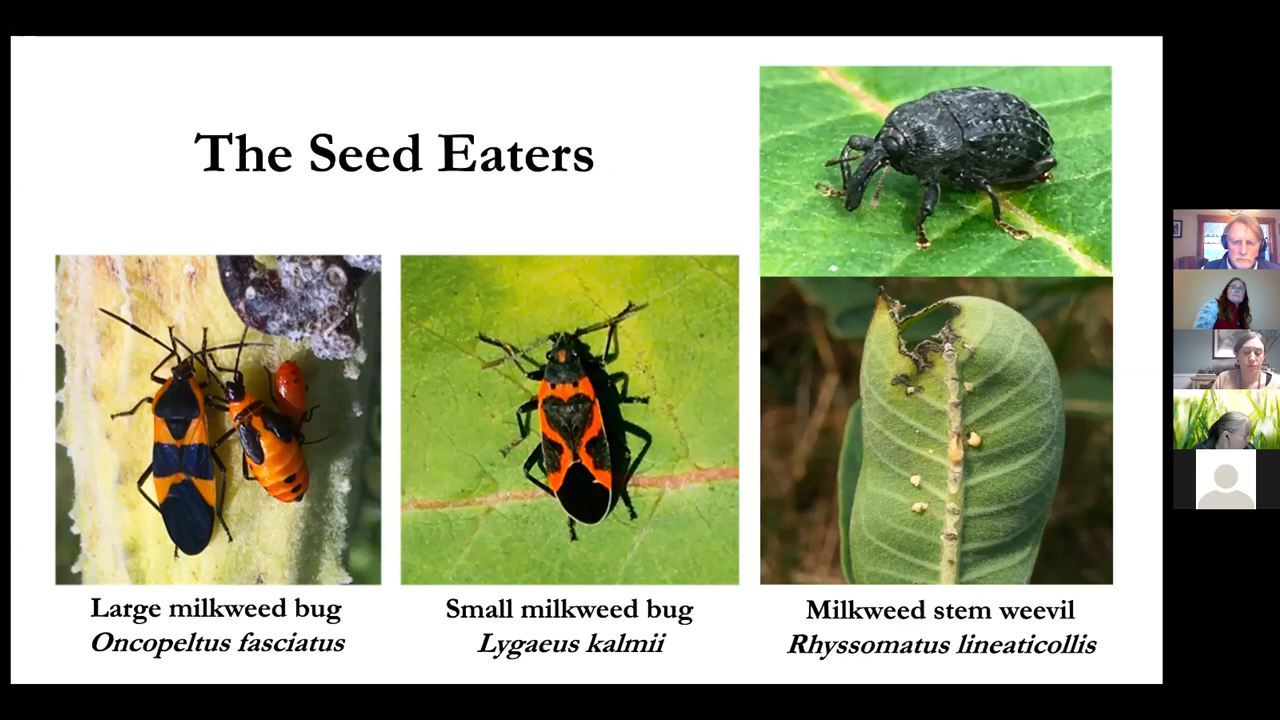 The Seed Eaters
Large milkweed bug
Oncopeltus fasciatus
Small milkweed bug
Lygaeus kalmii
Milkweed stem weevil
Rhyssomatus lineaticollis